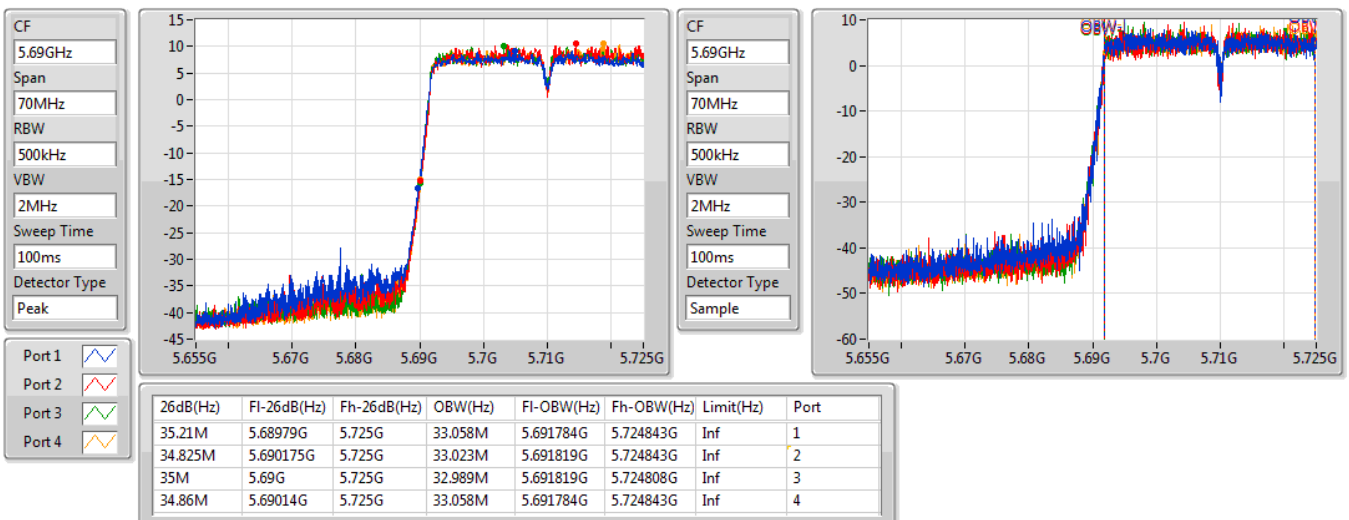 CF
5.69GHz
Span
70MHz
RBW
500kHz
VBW
2MHz
Sweep Time
100ms
Detector Type
Peak
15
10
5
0
-5
-10
-15
-20
-25
-30
-35
-40
-45
5.655G 5.67G 5.68G 5.69G 5.7G 5.71G 5.725G
CF
5.69GHz
Span
70MHz
RBW
500kHz
VBW
2MHz
Sweep Time
100ms
Detector Type
Sample
10
0
-10
-20
-30
-40
-50
-60
5.655G 5.67G 5.68G 5.69G 5.7G 5.71G 5.725G
Port 1
Port 2
Port 3
Port 4
26dB(Hz) Fl-26dB(Hz) Fh-26dB(Hz) OBW(Hz) Fl-OBW(Hz) Fh-OBW(Hz) Limit(Hz) Port
35.21M 5.68979G 5.725G 33.058M 5.691784G 5.724843G Inf 1
34.825M 5.690175G 5.725G 33.023M 5.691819G 5.724843G Inf 2
35M 5.69G 5.725G 32.989M 5.691819G 5.724808G Inf 3
34.86M 5.69014G 5.725G 33.058M 5.691784G 5.724843G Inf 4